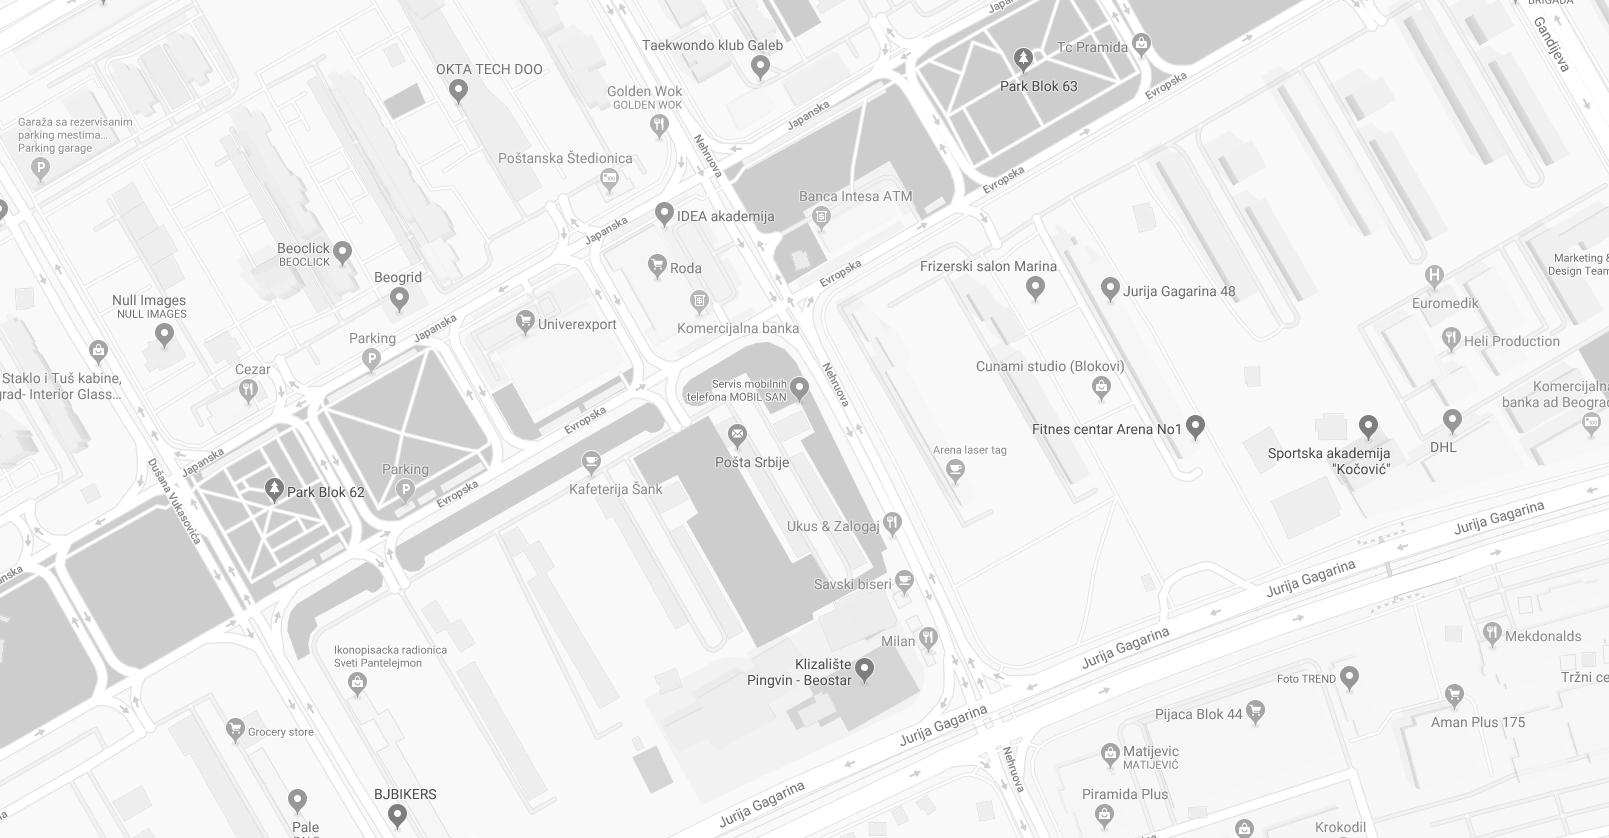 BRIGADA
Japa
Gandijeva
Taekwondo klub Galeb
Tc Pramida
OKTA TECH DOO
Park Blok 63
Evropska
Golden Wok
GOLDEN WOK
Japanska
Garaža sa rezervisanim
parking mestima...
Parking garage
Nehruova
Poštanska Štedionica
Evropska
Banca Intesa ATM
IDEA akademija
Japanska
Beoclick
BEOCLICK
Roda
Evropska
Frizerski salon Marina
Marketing &
Design Team
Beogrid
Jurija Gagarina 48
Euromedik
Null Images
NULL IMAGES
Univerexport
Komercijalna banka
Japanska
Parking
Heli Production
Cezar
Cunami studio (Blokovi)
Staklo i Tuš kabine,
grad- Interior Glass...
Servis mobilnih
telefona MOBIL SAN
Nehruova
Komercijalna
banka ad Beograd
Evropska
Fitnes centar Arena No1
DHL
Sportska akademija
"Kočović"
Arena laser tag
Pošta Srbije
Japanska
Parking
Kafeterija Šank
Park Blok 62
Evropska
Dušana Vukasovića
Ukus & Zalogaj
Jurija Gagarina
anska
Savski biseri
Jurija Gagarina
Milan
Mekdonalds
Ikonopisacka radionica
Sveti Pantelejmon
Jurija Gagarina
Klizalište
Pingvin - Beostar
Foto TREND
Tržni ce
Pijaca Blok 44
Aman Plus 175
Jurija Gagarina
Grocery store
Matijevic
MATIJEVIĆ
Nehruova
BJBIKERS
Piramida Plus
Jurija Gagarina
Pale
Krokodil